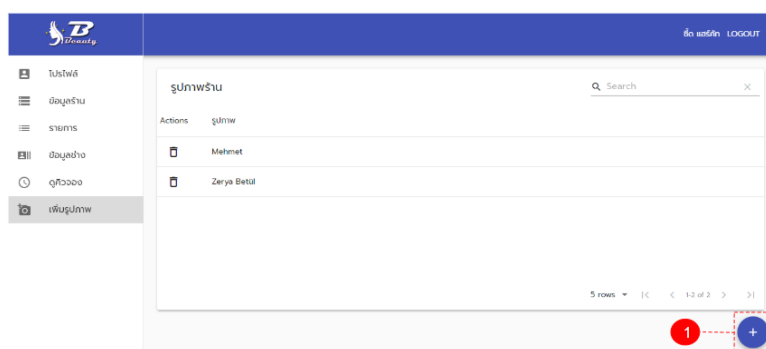 B
Beauty
ชื่อ แฮร์คัท LOGOUT
โปรไฟล์
ข้อมูลร้าน
รายการ
ข้อมูลช่าง
ดูคิวจอง
เพิ่มรูปภาพ
รูปภาพร้าน
Search
Actions รูปภาพ
Mehmet
Zerya Betül
5 rows
1-2 of 2
1